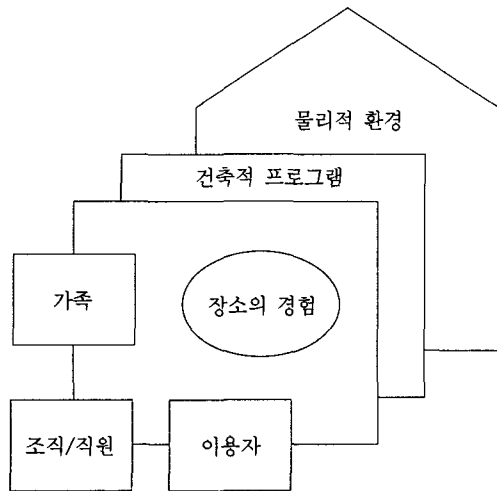 물리적 환경
건축적 프로그램
장소의 경험
가족
조직/직원
이용자